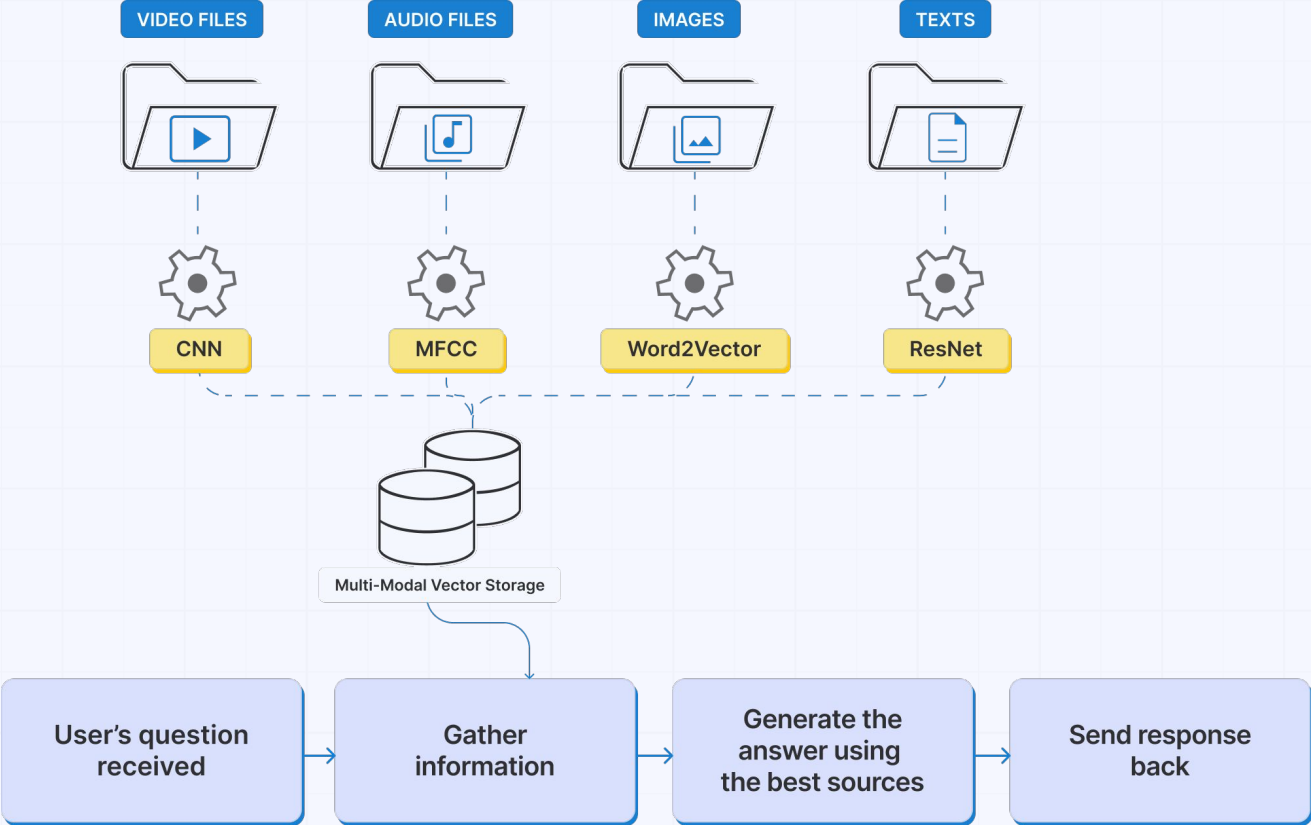 VIDEO FILES
AUDIO FILES
IMAGES
TEXTS
CNN
MFCC
Word2Vector
ResNet
Multi-Modal Vector Storage
User’s question
received
Gather
information
Generate the
answer using
the best sources
Send response
back